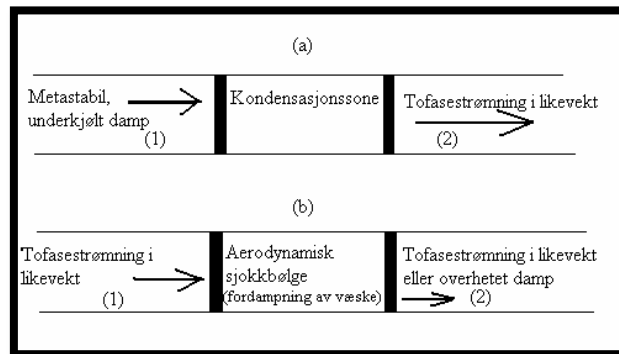 (a)
Metastabil,
underkjølt damp
(1)
Kondensasjonssone
Tofasestrømning i likevekt
(2)
(b)
Tofasestrømning i
likevekt
(1)
Aerodynamisk
sjokkbølge
(fordampning av væske)
Tofasestrømning i likevekt
eller overhetet damp
(2)